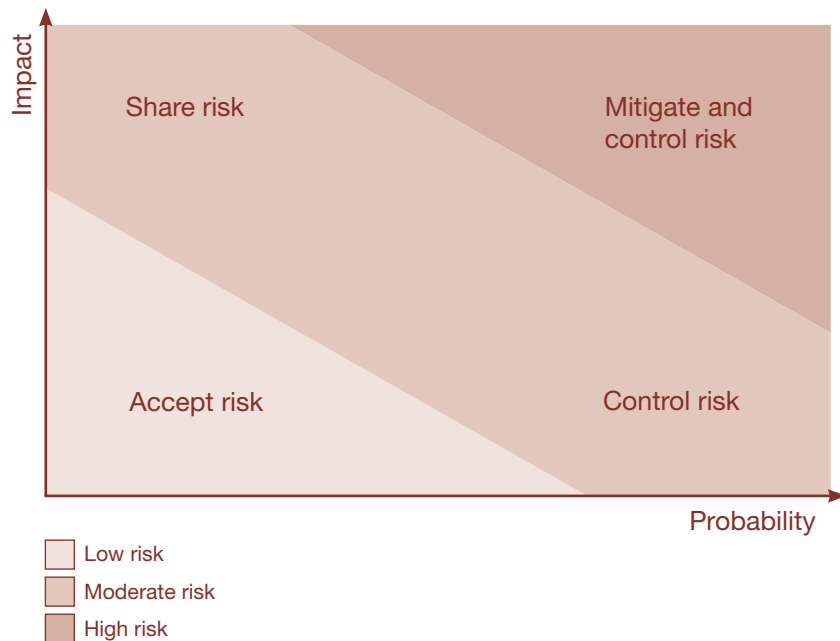 Impact
Share risk
Mitigate and
control risk
Accept risk
Control risk
Probability
Low risk
Moderate risk
High risk